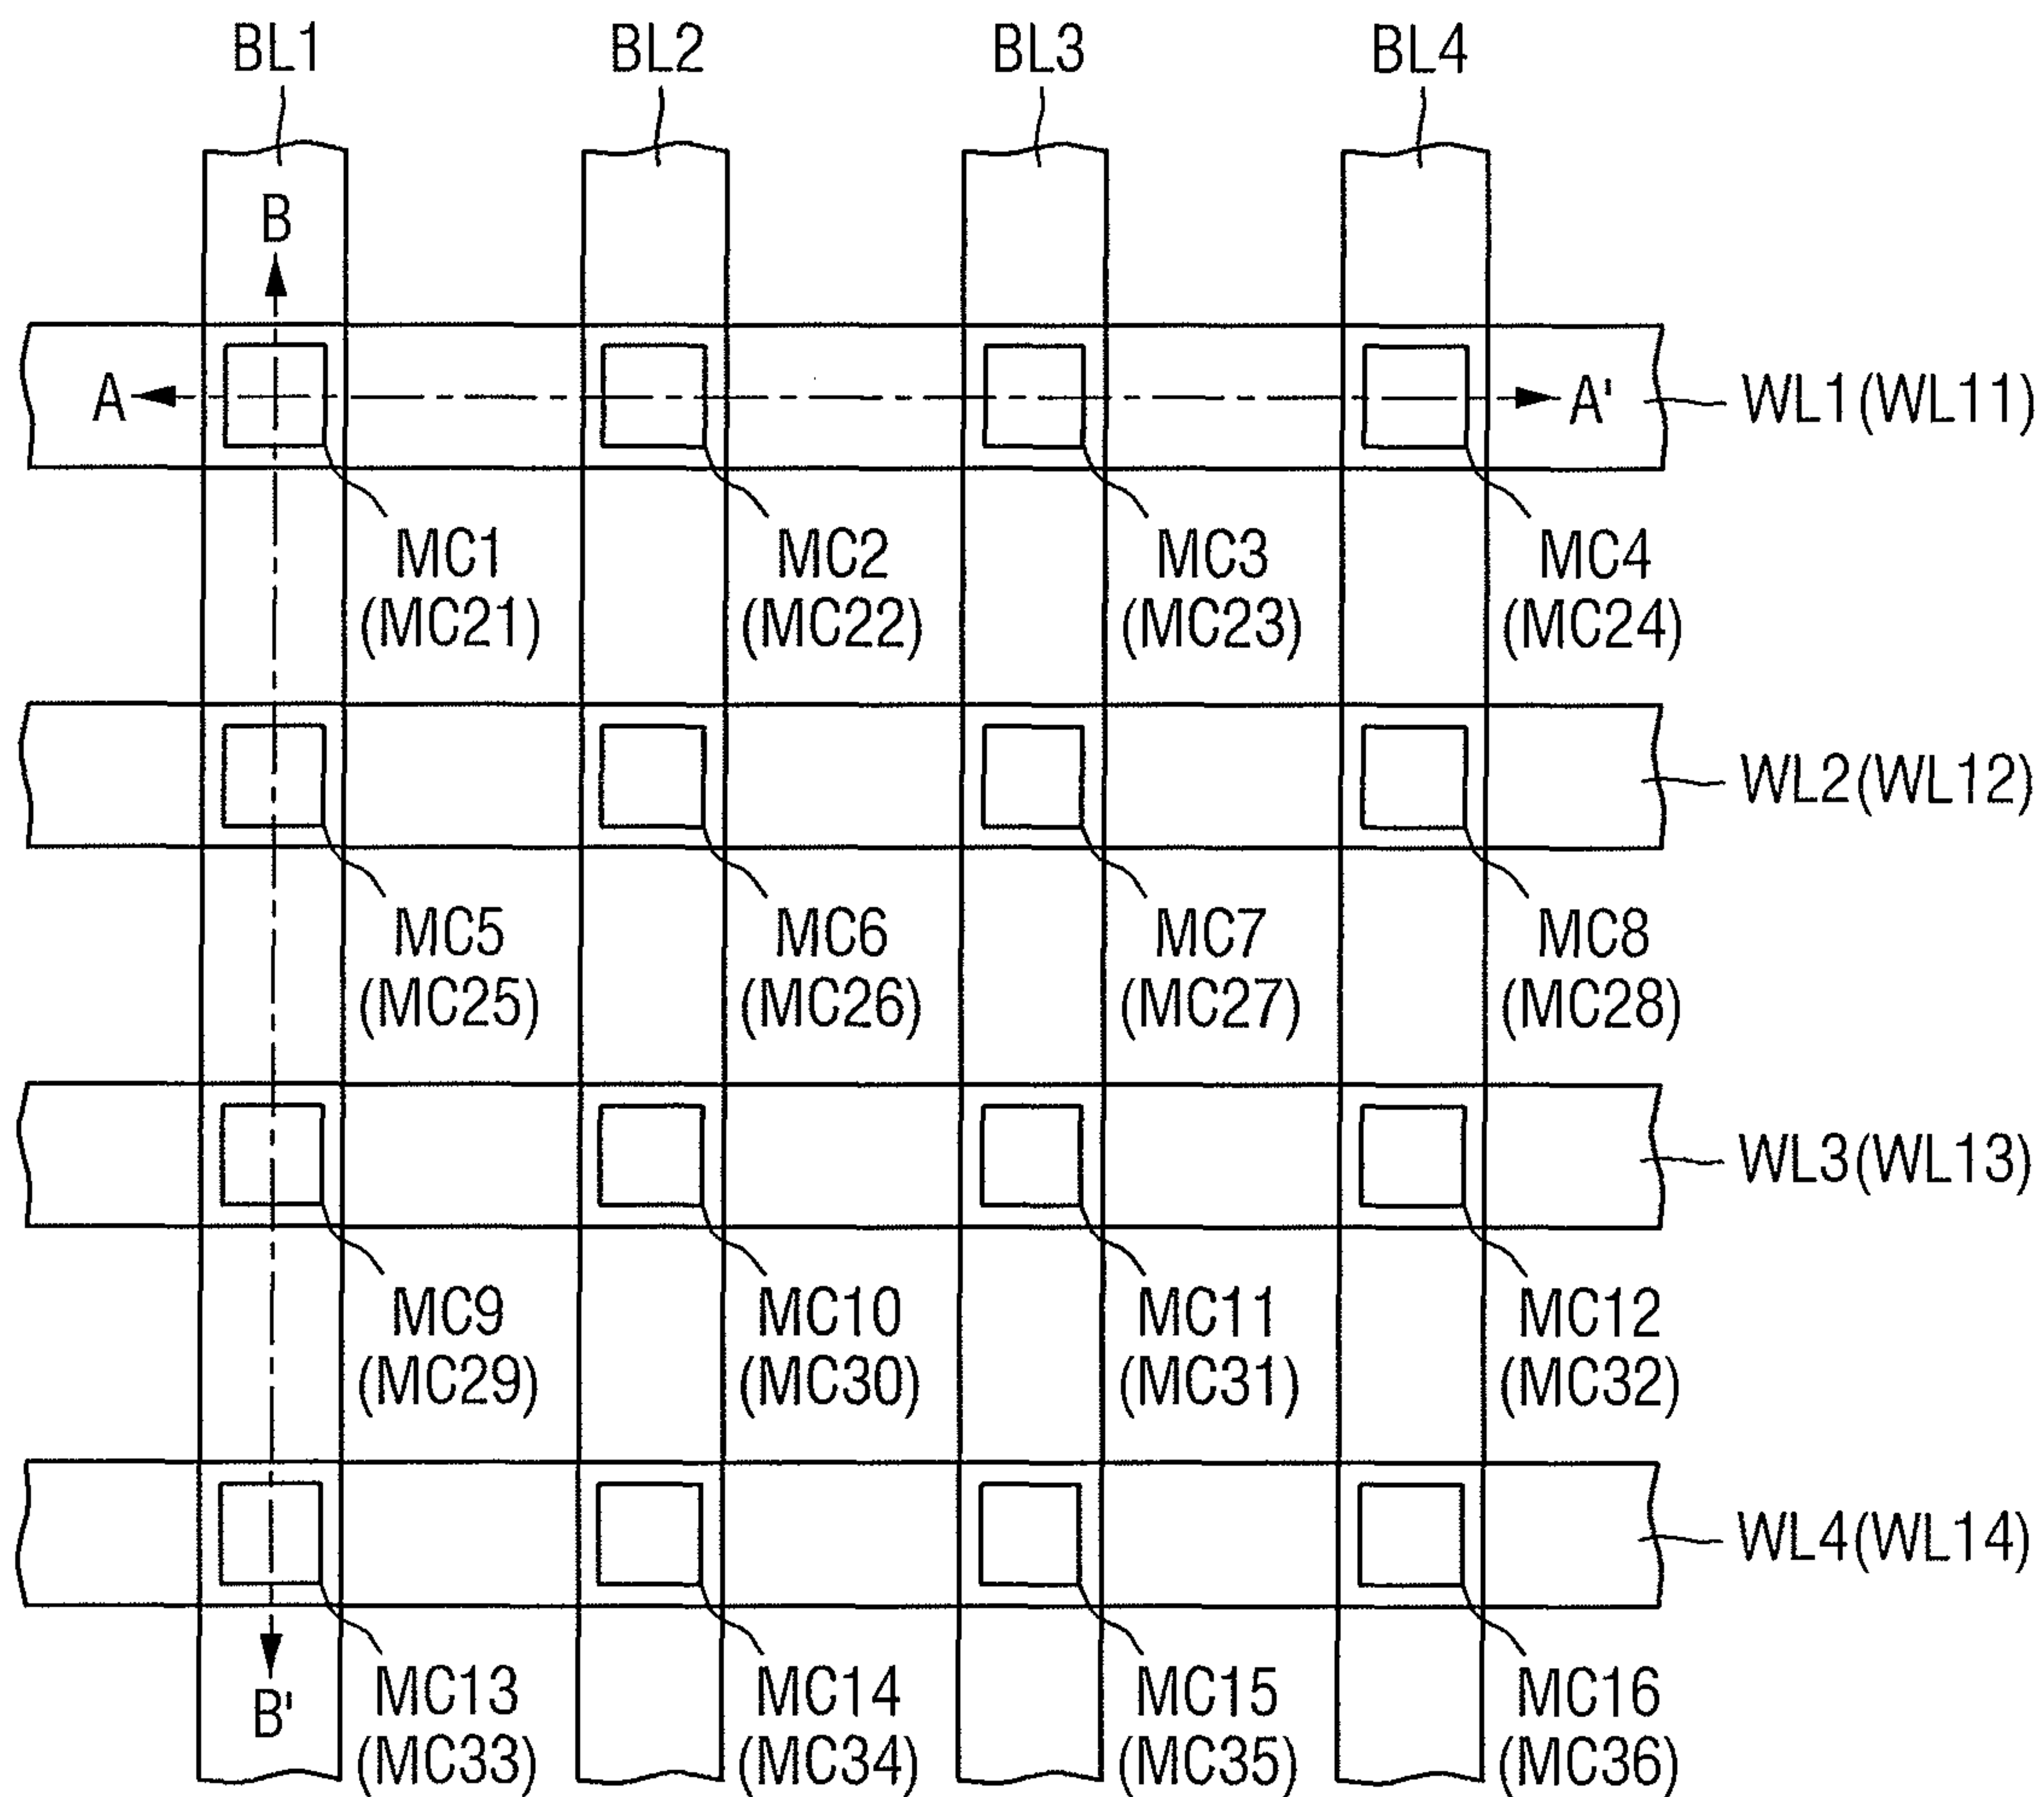 BL1 BL2 BL3 BL4
B
A A' WL1(WL11)
MC1 MC2 MC3 MC4
(MC21) (MC22) (MC23) (MC24)
WL2(WL12)
MC5 MC6 MC7 MC8
(MC25) (MC26) (MC27) (MC28)
WL3(WL13)
MC9 MC10 MC11 MC12
(MC29) (MC30) (MC31) (MC32)
WL4(WL14)
MC13 MC14 MC15 MC16
B' (MC33) (MC34) (MC35) (MC36)